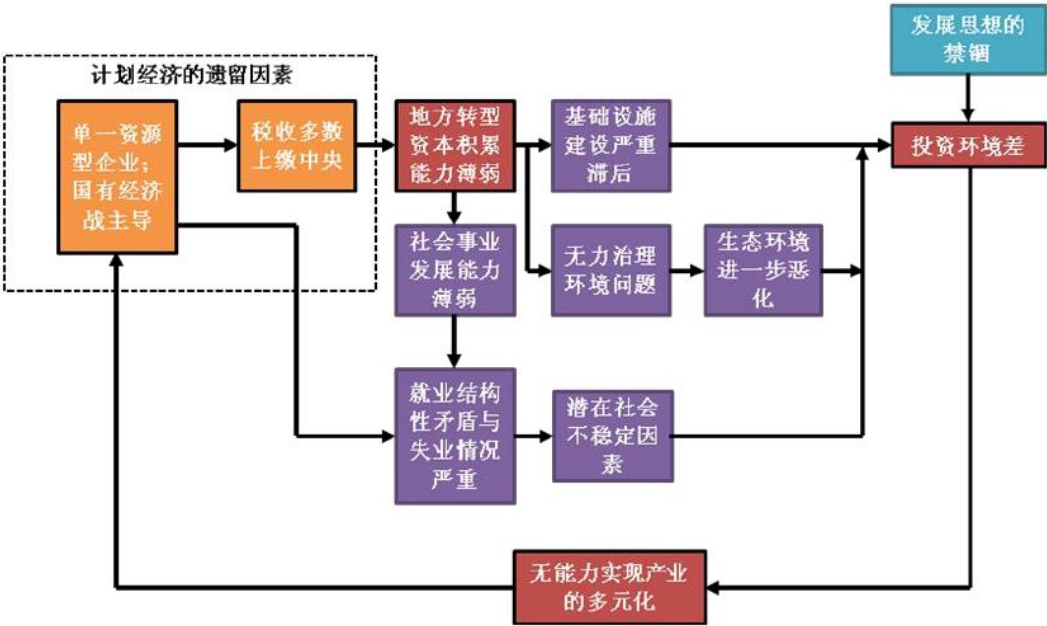 发展思想的
禁锢
计划经济的遗留因素
单一资源
型企业；
国有经济
战主导
税收多数
上缴中央
地方转型
资本积累
能力薄弱
基础设施
建设严重
滞后
投资环境差
社会事业
发展能力
薄弱
无力治理
环境问题
生态环境
进一步恶
化
就业结构
性矛盾与
失业情况
严重
潜在社会
不稳定因
素
无能力实现产业
的多元化